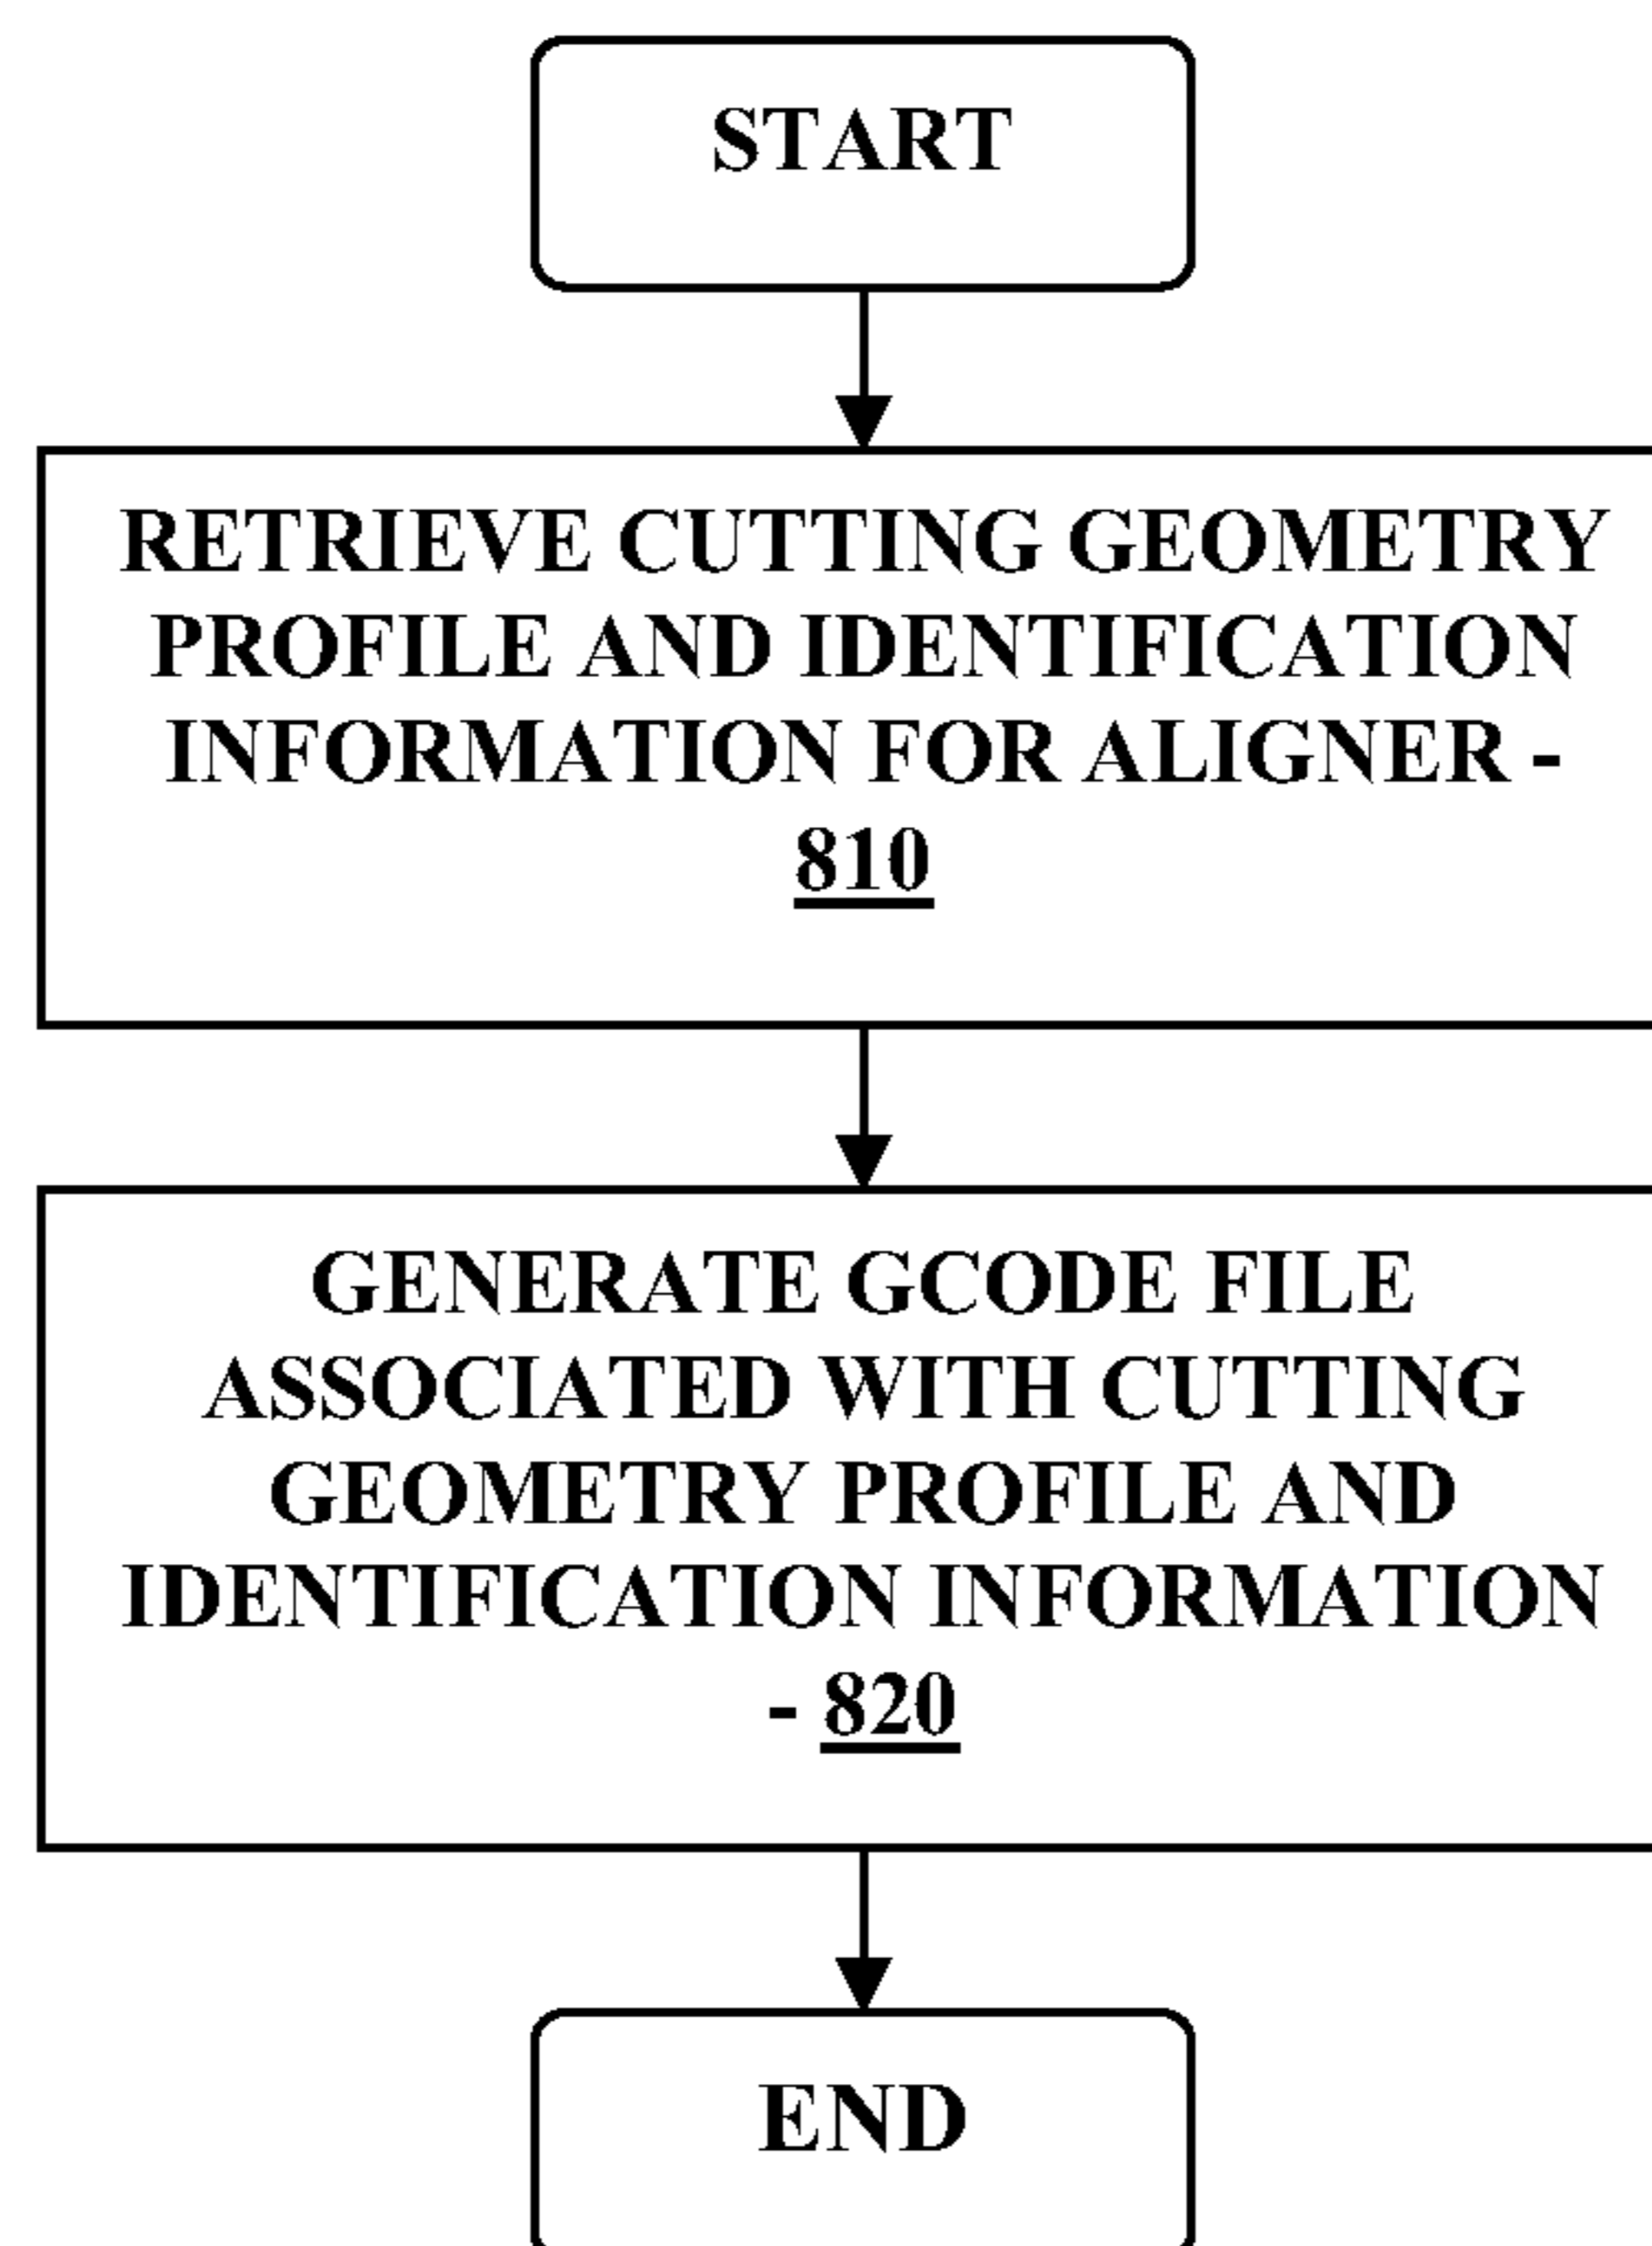 START
RETRIEVE CUTTING GEOMETRY
PROFILE AND IDENTIFICATION
INFORMATION FOR ALIGNER -
810
GENERATE GCODE FILE
ASSOCIATED WITH CUTTING
GEOMETRY PROFILE AND
IDENTIFICATION INFORMATION
- 820
END